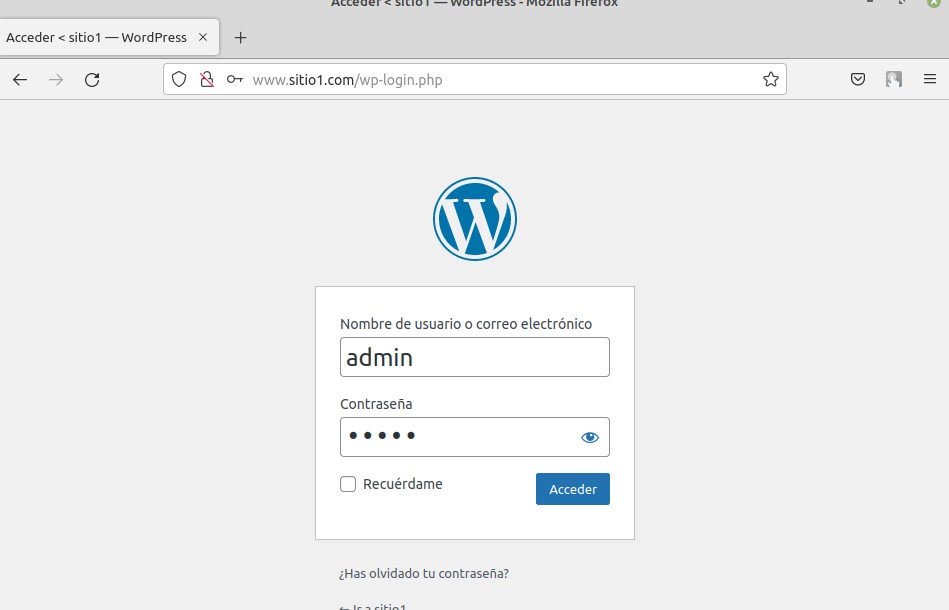 Acceder < sitio1 — WordPress - Mozilla Firefox
Acceder < sitio1 — WordPress
www.sitio1.com/wp-login.php
Nombre de usuario o correo electrónico
admin
Contraseña
•••••
Recuérdame
Acceder
¿Has olvidado tu contraseña?
← Ir a sitio1